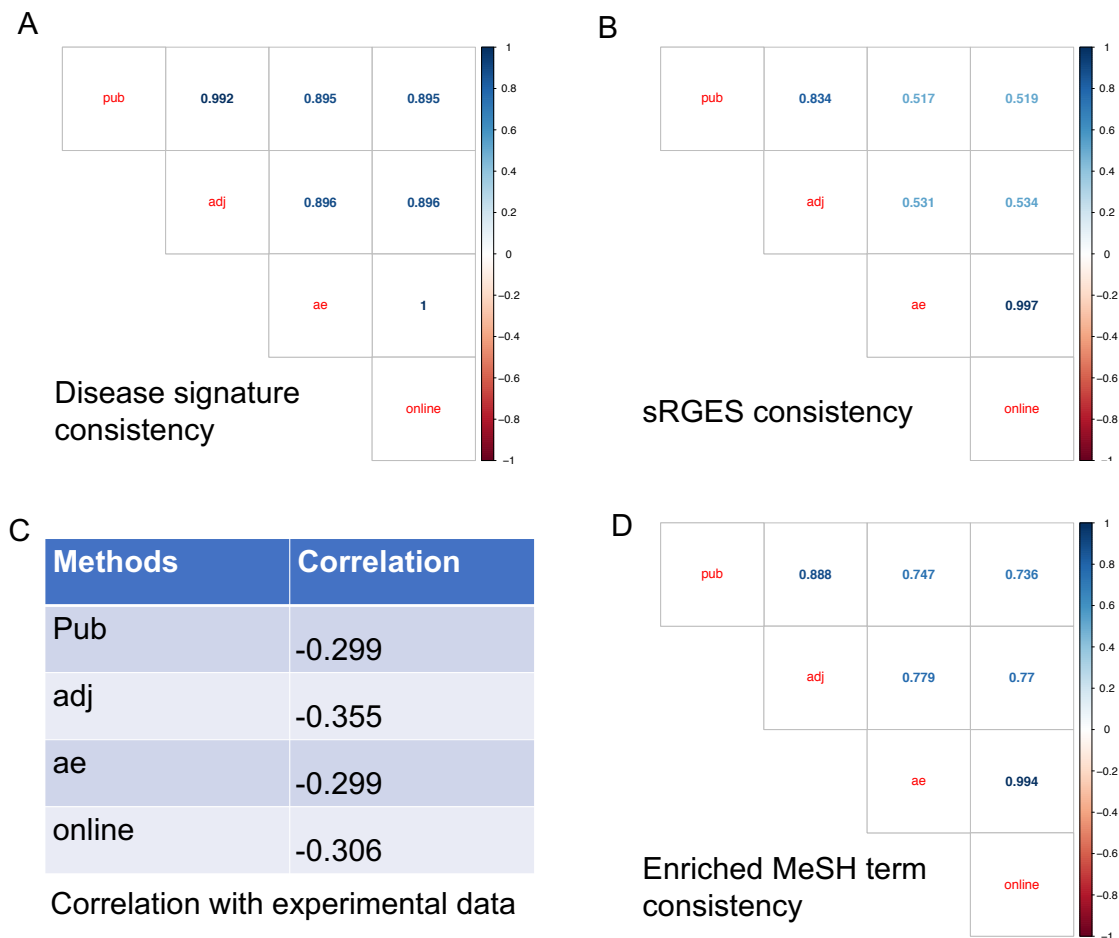 A
pub 0.992 0.895 0.895
adj 0.896 0.896
ae 1
online
1
0.8
0.6
0.4
0.2
0
−0.2
−0.4
−0.6
−0.8
−1
Disease signature
consistency
B
pub 0.834 0.517 0.519
adj 0.531 0.534
ae 0.997
online
1
0.8
0.6
0.4
0.2
0
−0.2
−0.4
−0.6
−0.8
−1
sRGES consistency
C
Methods Correlation
Pub -0.299
adj -0.355
ae -0.299
online -0.306
Correlation with experimental data
D
pub 0.888 0.747 0.736
adj 0.779 0.77
ae 0.994
online
1
0.8
0.6
0.4
0.2
0
−0.2
−0.4
−0.6
−0.8
−1
Enriched MeSH term
consistency